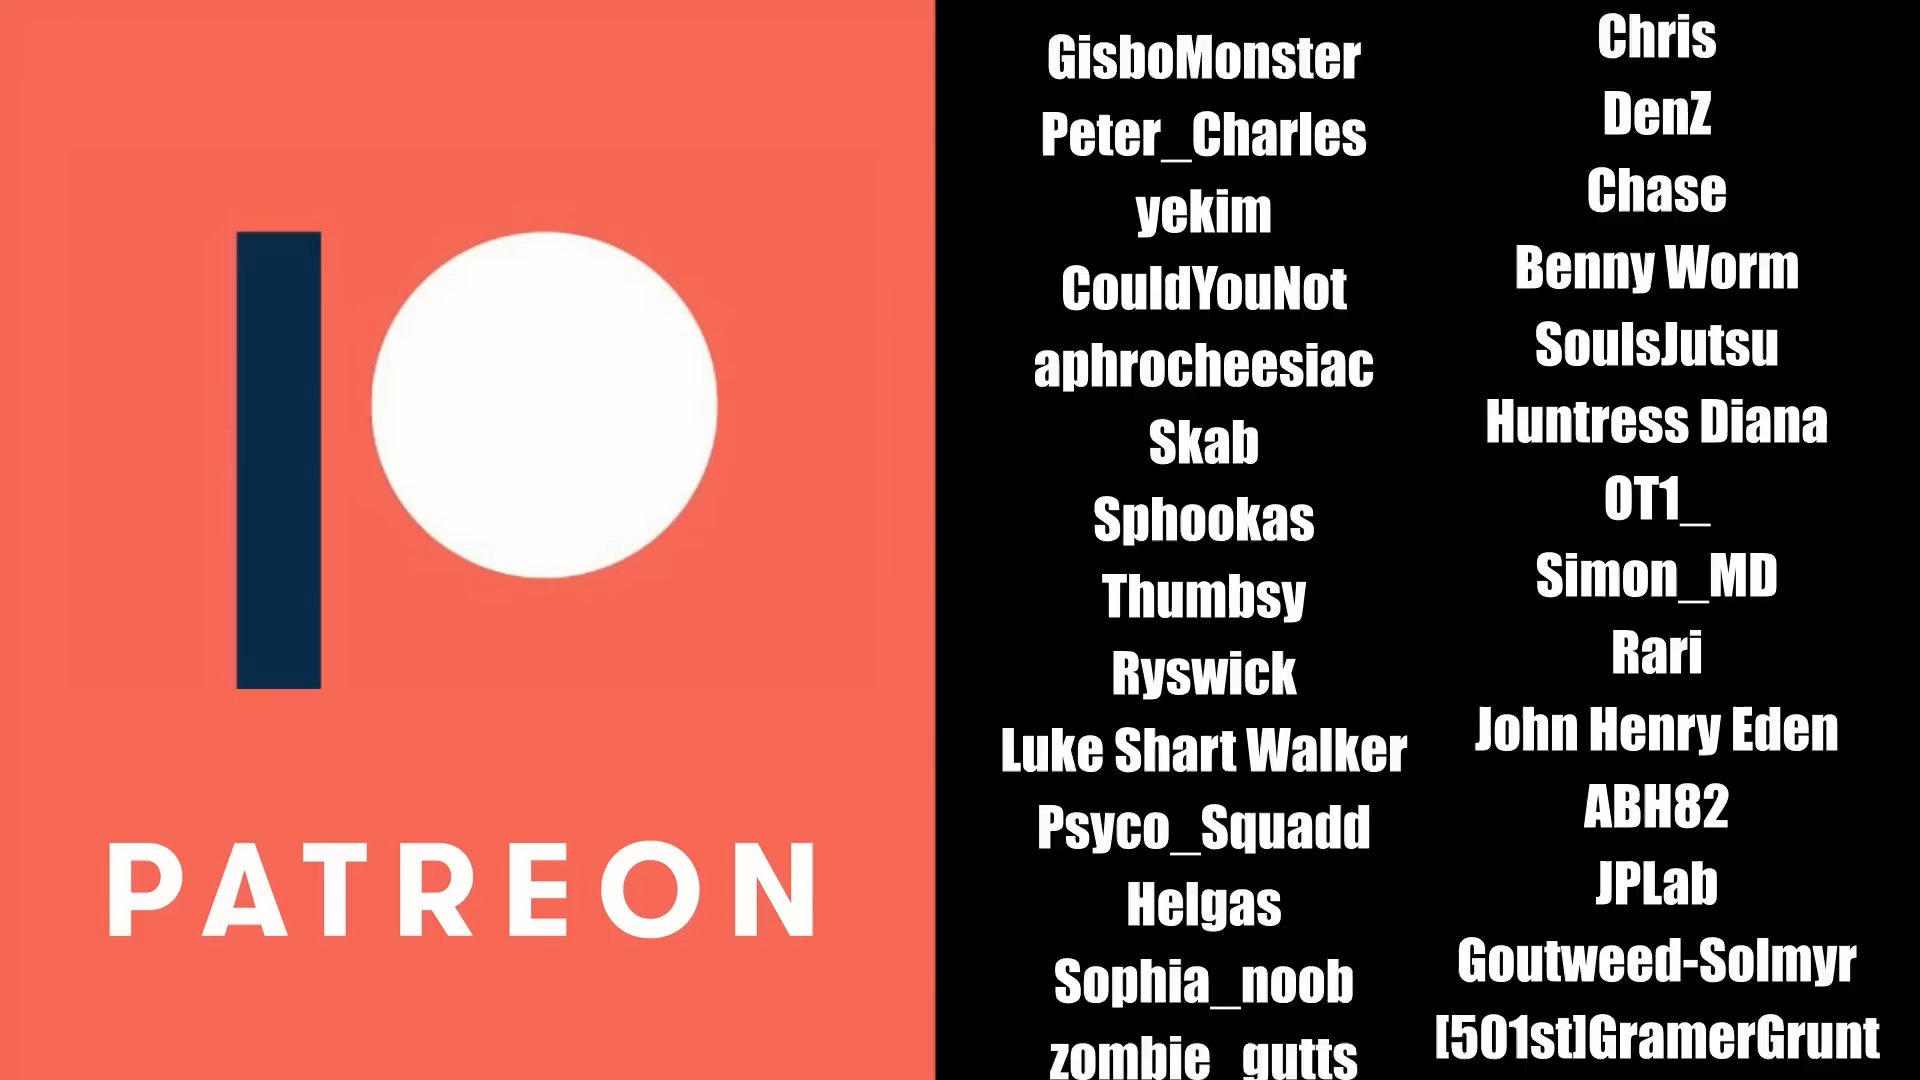 PATREON
GisboMonster
Peter_Charles
yekim
CouldYouNot
aphrocheesiac
Skab
Sphookas
Thumbsy
Ryswick
Luke Shart Walker
Psyco_Squadd
Helgas
Sophia_noob
zombie_gutts
Chris
DenZ
Chase
Benny Worm
SoulsJutsu
Huntress Diana
OT1_
Simon_MD
Rari
John Henry Eden
ABH82
JPLab
Goutweed-Solmyr
[501st]GramerGrunt